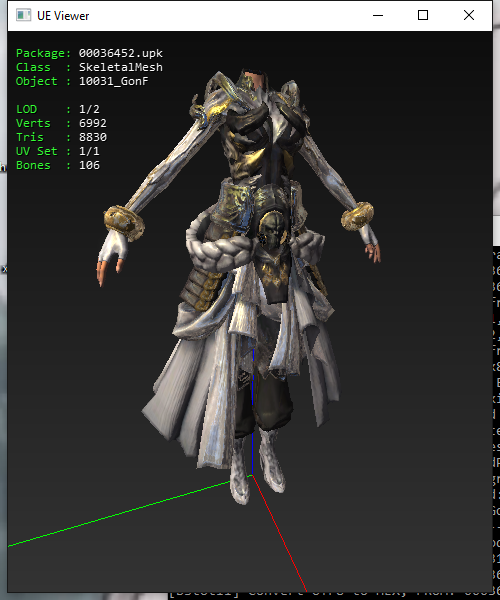 UE Viewer
Package: 00036452.upk
Class : SkeletalMesh
Object : 10031_GonF
LOD : 1/2
Verts : 6992
Tris : 8830
UV Set : 1/1
Bones : 106